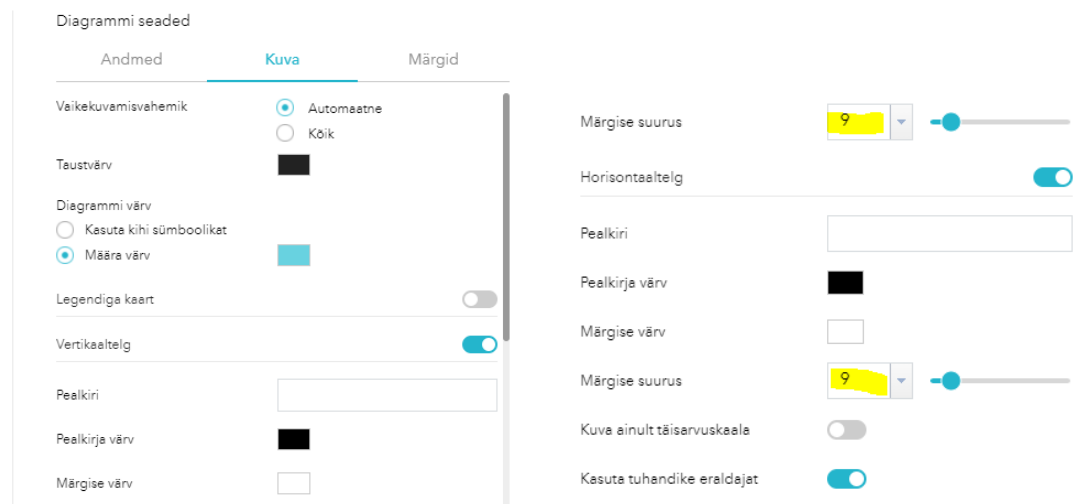 Diagrammi seaded
Andmed Kuva Märgid
Vaikekuvamisvahemik
Automaatne
Kõik
Taustvärv
Diagrammi värv
Kasuta kihi sümboolikat
Määra värv
Legendiga kaart
Vertikaaltelg
Pealkiri
Pealkirja värv
Märgise värv
Märgise suurus 9
Horisontaaltelg
Pealkiri
Pealkirja värv
Märgise värv
Märgise suurus 9
Kuva ainult täisarvuskaala
Kasuta tuhandike eraldajat